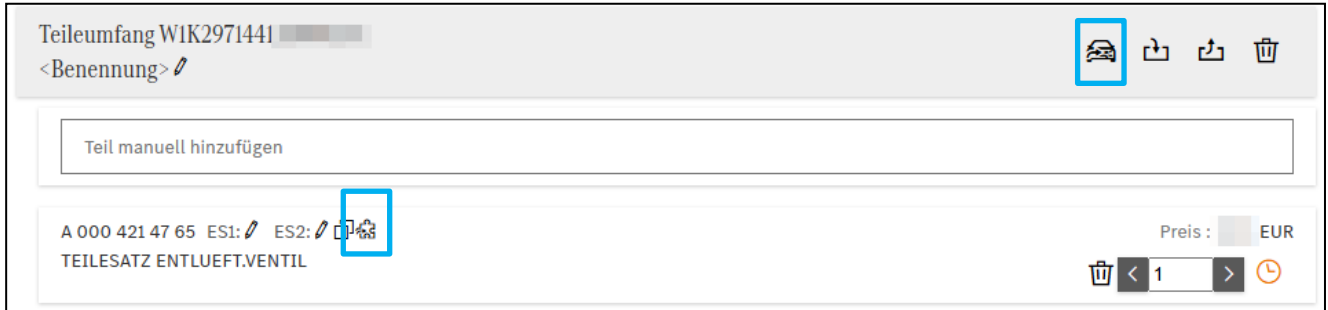 Teileumfang W1K2971441
<Benennung>
Teil manuell hinzufügen
A 000 421 47 65 ES1: ES2:
Preis : EUR
TEILESATZ ENTLUEFT.VENTIL
1